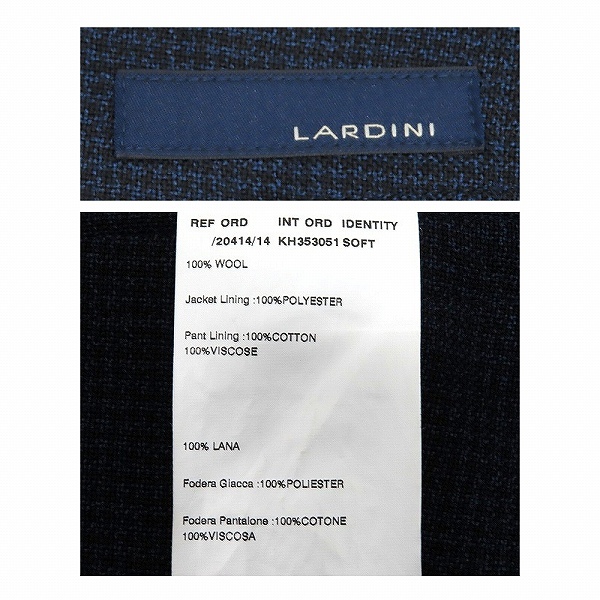 LARDINI
REF ORD INT ORD IDENTITY
/20414/14 KH353051 SOFT
100% WOOL
Jacket Lining :100%POLYESTER
Pant Lining :100%COTTON
100%VISCOSE
100% LANA
Fodera Giacca :100%POLIESTER
Fodera Pantalone :100%COTONE
100%VISCOSA